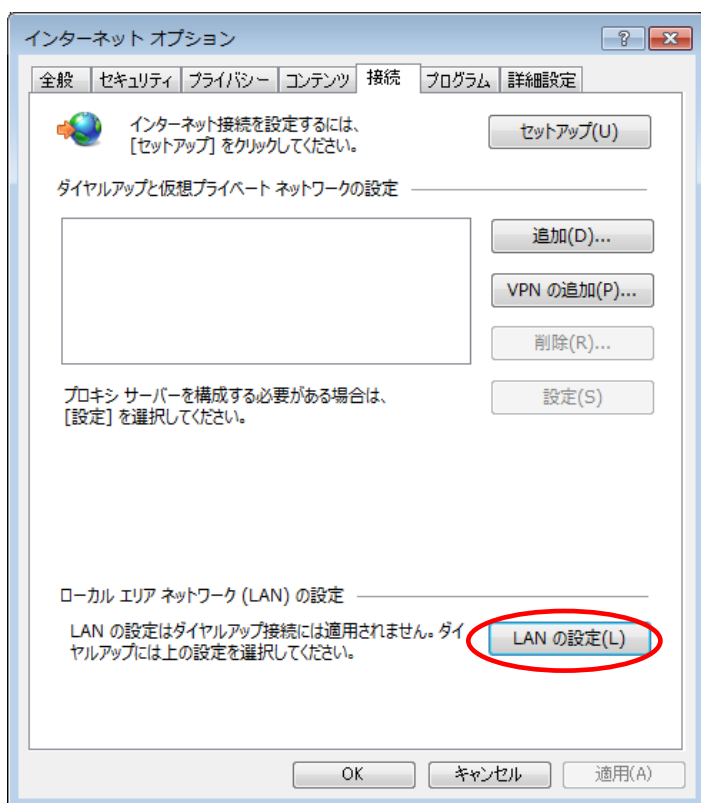 インターネット オプション
全般 セキュリティ プライバシー コンテンツ 接続 プログラム 詳細設定
インターネット接続を設定するには、
[セットアップ] をクリックしてください。
セットアップ(U)
ダイヤルアップと仮想プライベート ネットワークの設定
追加(D)...
VPN の追加(P)...
削除(R)...
プロキシ サーバーを構成する必要がある場合は、
[設定] を選択してください。
設定(S)
ローカル エリア ネットワーク (LAN) の設定
LAN の設定はダイヤルアップ接続には適用されません。ダイ
ヤルアップには上の設定を選択してください。
LAN の設定(L)
OK キャンセル 適用(A)